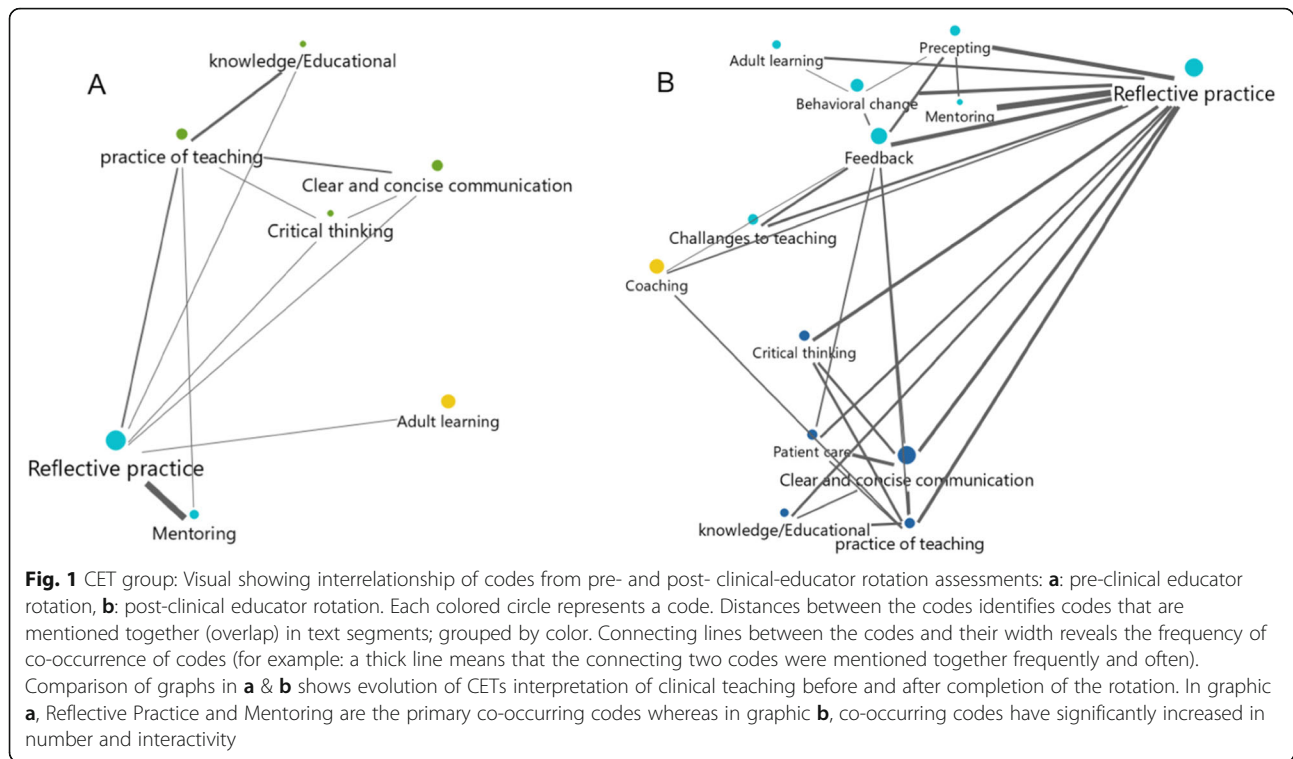 A
knowledge/Educational
practice of teaching
Clear and concise communication
Critical thinking
Adult learning
Reflective practice
Mentoring
B
Precepting
Adult learning
Reflective practice
Behavioral change
Mentoring
Feedback
Challanges to teaching
Coaching
Critical thinking
Patient care
Clear and concise communication
knowledge/Educational
practice of teaching
Fig. 1 CET group: Visual showing interrelationship of codes from pre- and post- clinical-educator rotation assessments: a: pre-clinical educator
rotation, b: post-clinical educator rotation. Each colored circle represents a code. Distances between the codes identifies codes that are
mentioned together (overlap) in text segments; grouped by color. Connecting lines between the codes and their width reveals the frequency of
co-occurrence of codes (for example: a thick line means that the connecting two codes were mentioned together frequently and often).
Comparison of graphs in a & b shows evolution of CETs interpretation of clinical teaching before and after completion of the rotation. In graphic
a, Reflective Practice and Mentoring are the primary co-occurring codes whereas in graphic b, co-occurring codes have significantly increased in
number and interactivity